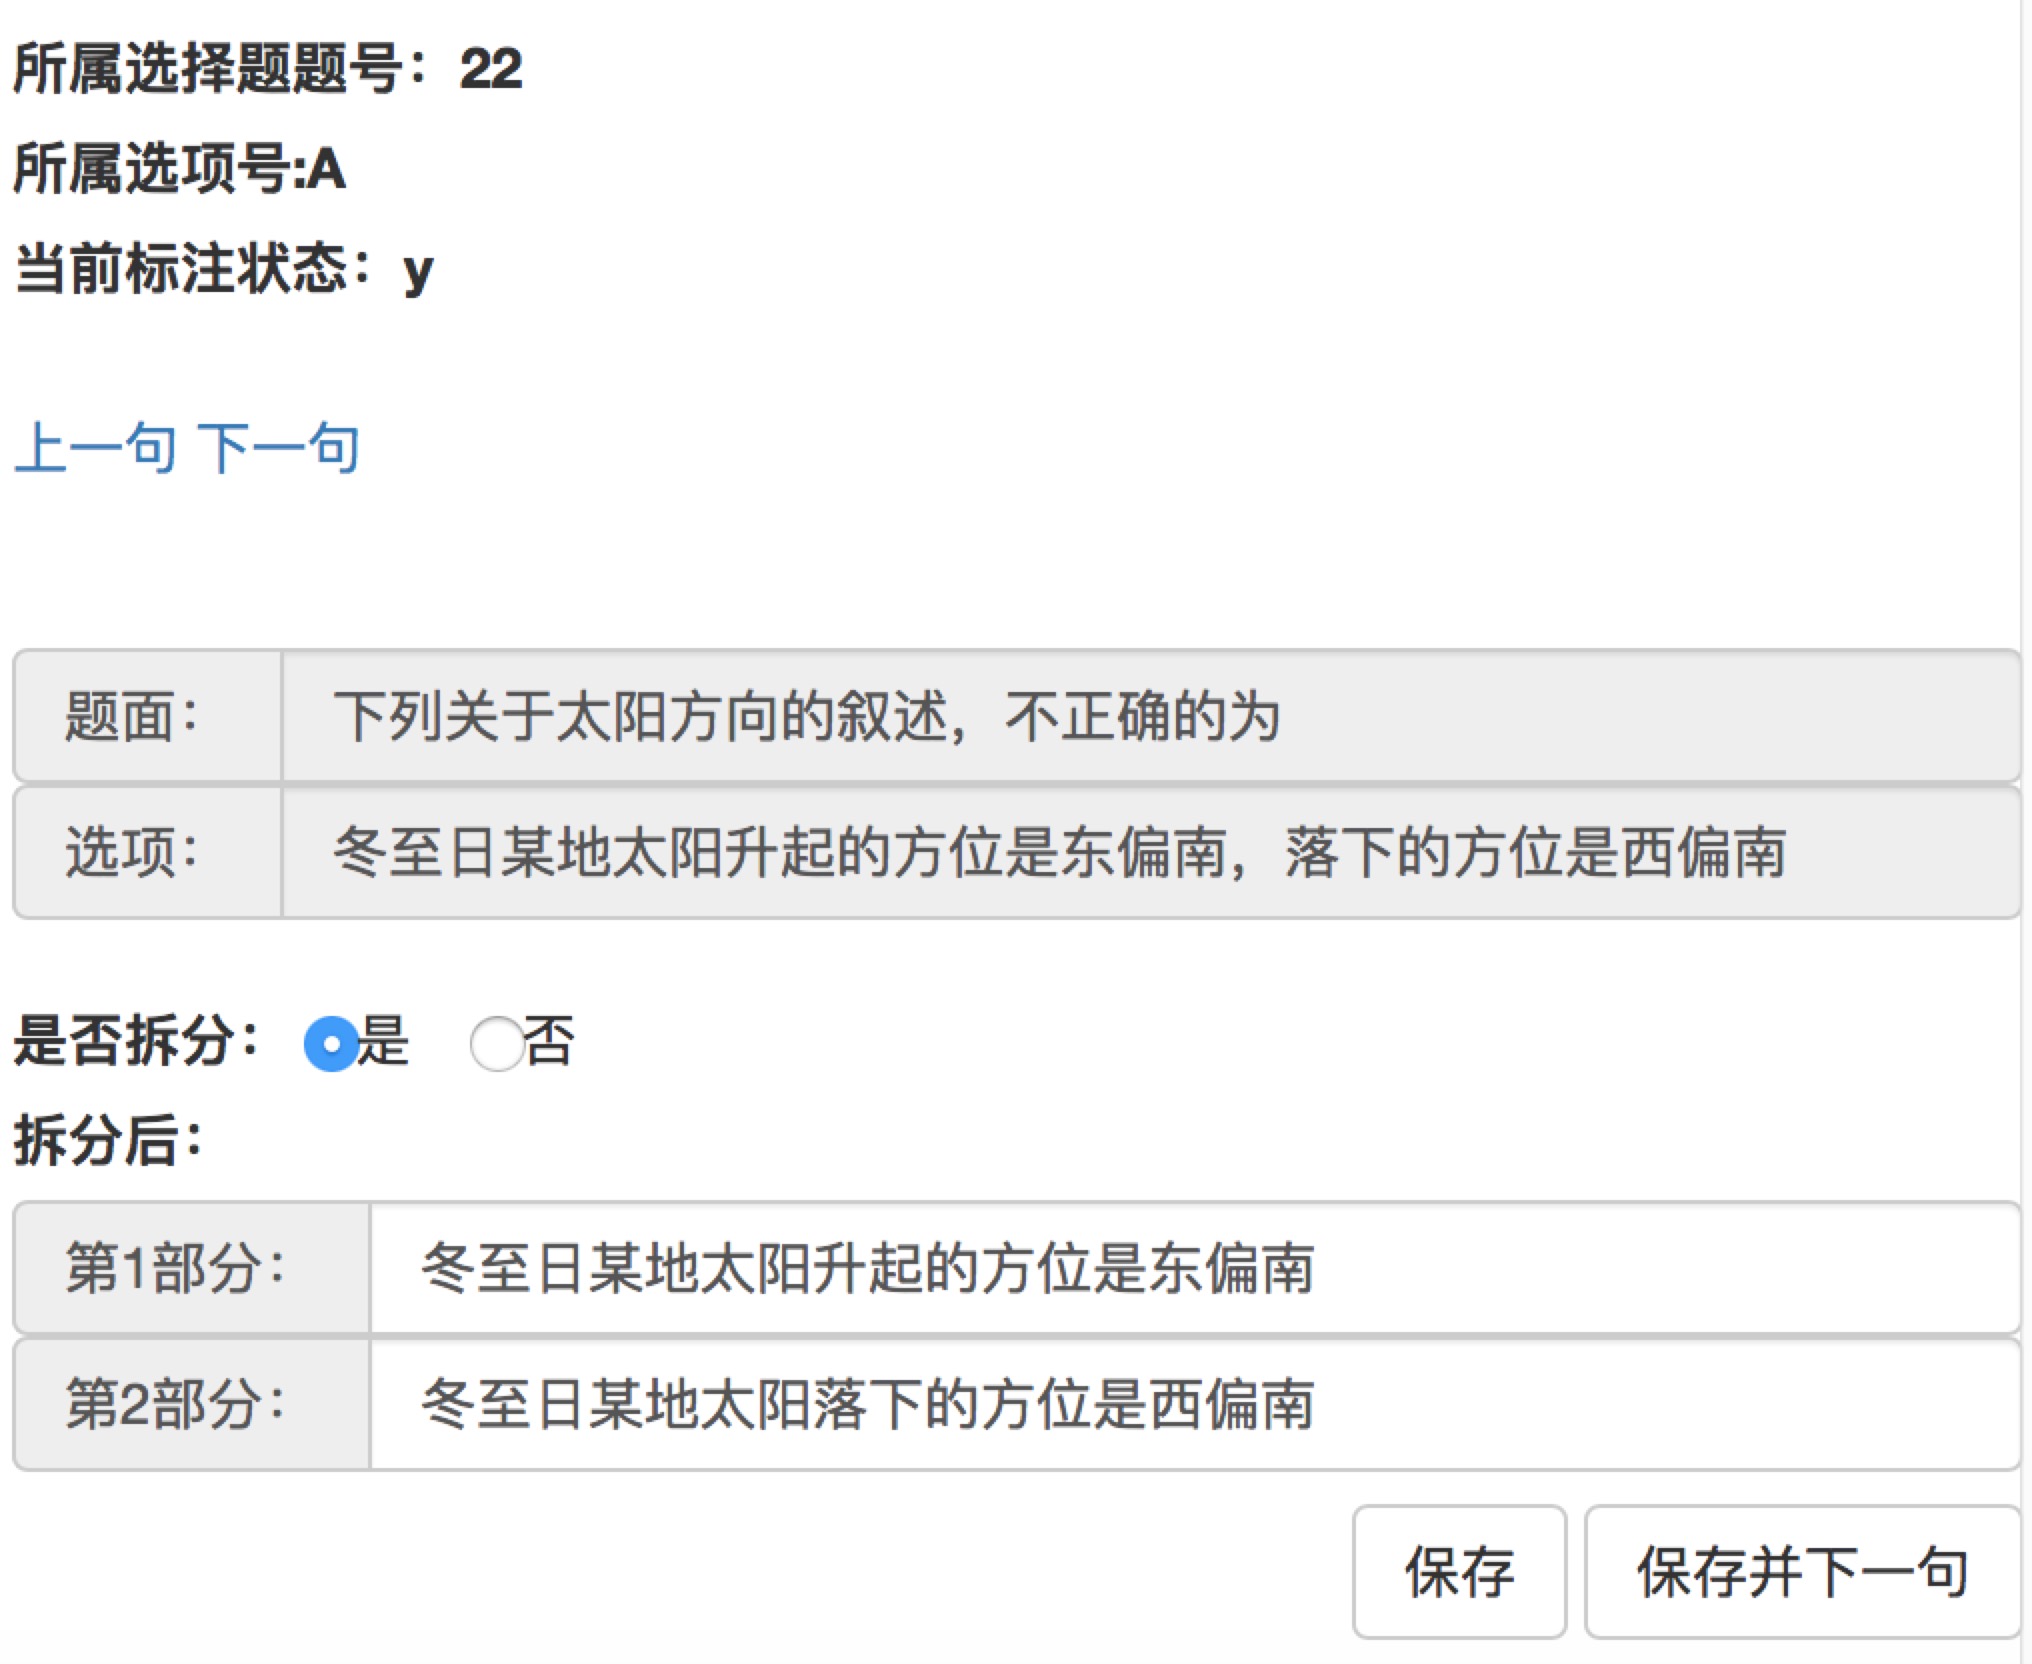 所属选择题题号：22
所属选项号:A
当前标注状态：y
上一句 下一句
题面： 下列关于太阳方向的叙述，不正确的为
选项： 冬至日某地太阳升起的方位是东偏南，落下的方位是西偏南
是否拆分： 是 否
拆分后：
第1部分： 冬至日某地太阳升起的方位是东偏南
第2部分： 冬至日某地太阳落下的方位是西偏南
保存 保存并下一句